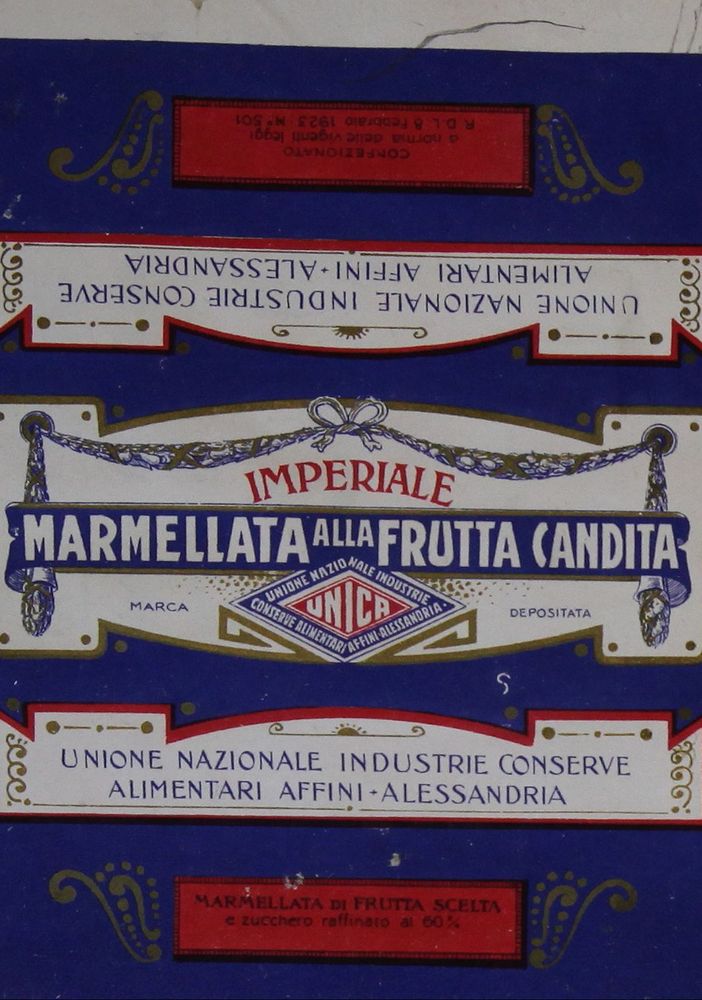 CONFEZIONATO
a norma delle vigenti leggi
R. D. L. 8 febbraio 1923 N° 501
UNIONE NAZIONALE INDUSTRIE CONSERVE
ALIMENTARI AFFINI-ALESSANDRIA
IMPERIALE
MARMELLATA ALLA FRUTTA CANDITA
UNIONE NAZIONALE INDUSTRIE
UNICA
CONSERVE ALIMENTARI AFFINI-ALESSANDRIA.
MARCA DEPOSITATA
UNIONE NAZIONALE INDUSTRIE CONSERVE
ALIMENTARI AFFINI-ALESSANDRIA
MARMELLATA DI FRUTTA SCELTA
e zucchero raffinato al 60%